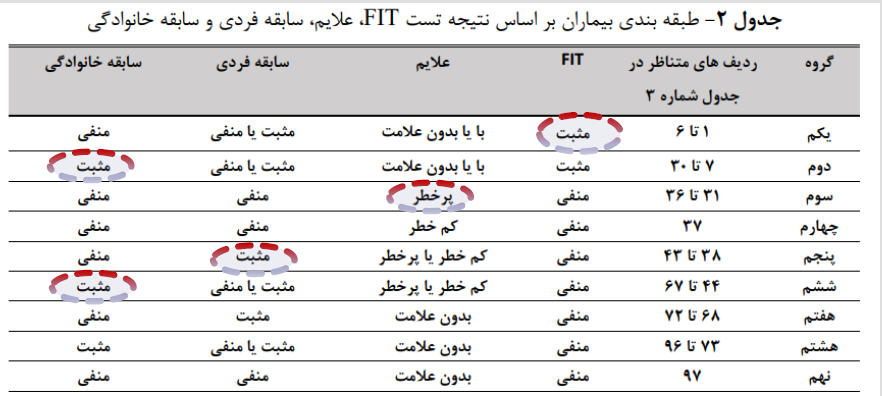 جدول ۲- طبقه بندی بیماران بر اساس نتیجه تست FIT، علایم، سابقه فردی و سابقه خانوادگی
گروه ردیف های متناظر در جدول شماره ۳ FIT علایم سابقه فردی سابقه خانوادگی
یکم ۱ تا ۶ مثبت با یا بدون علامت مثبت یا منفی منفی
دوم ۷ تا ۳۰ مثبت با یا بدون علامت مثبت یا منفی مثبت
سوم ۳۱ تا ۳۶ منفی پرخطر منفی منفی
چهارم ۳۷ منفی کم خطر منفی منفی
پنجم ۳۸ تا ۴۳ منفی کم خطر یا پرخطر مثبت منفی
ششم ۴۴ تا ۶۷ منفی کم خطر یا پرخطر مثبت یا منفی مثبت
هفتم ۶۸ تا ۷۲ منفی بدون علامت مثبت منفی
هشتم ۷۳ تا ۹۶ منفی بدون علامت مثبت یا منفی مثبت
نهم ۹۷ منفی بدون علامت منفی منفی